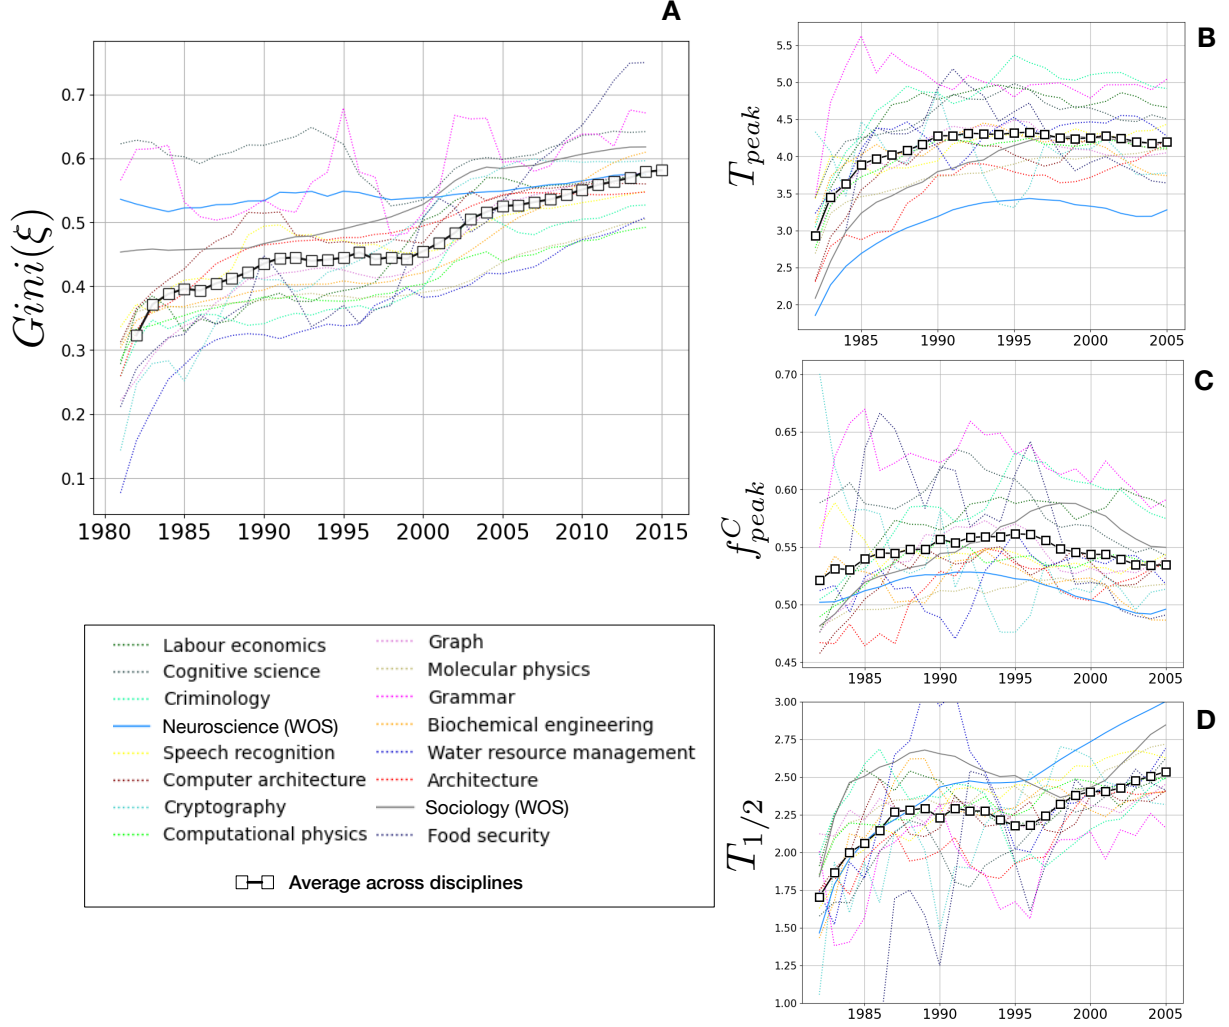 A
Gini(ξ)
0.7
0.6
0.5
0.4
0.3
0.2
0.1
1980 1985 1990 1995 2000 2005 2010 2015
B
T_peak
5.5
5.0
4.5
4.0
3.5
3.0
2.5
2.0
1985 1990 1995 2000 2005
C
f^C_peak
0.70
0.65
0.60
0.55
0.50
0.45
1985 1990 1995 2000 2005
Labour economics
Cognitive science
Criminology
Neuroscience (WOS)
Speech recognition
Computer architecture
Cryptography
Computational physics
Graph
Molecular physics
Grammar
Biochemical engineering
Water resource management
Architecture
Sociology (WOS)
Food security
Average across disciplines
D
T_1/2
3.00
2.75
2.50
2.25
2.00
1.75
1.50
1.25
1.00
1985 1990 1995 2000 2005